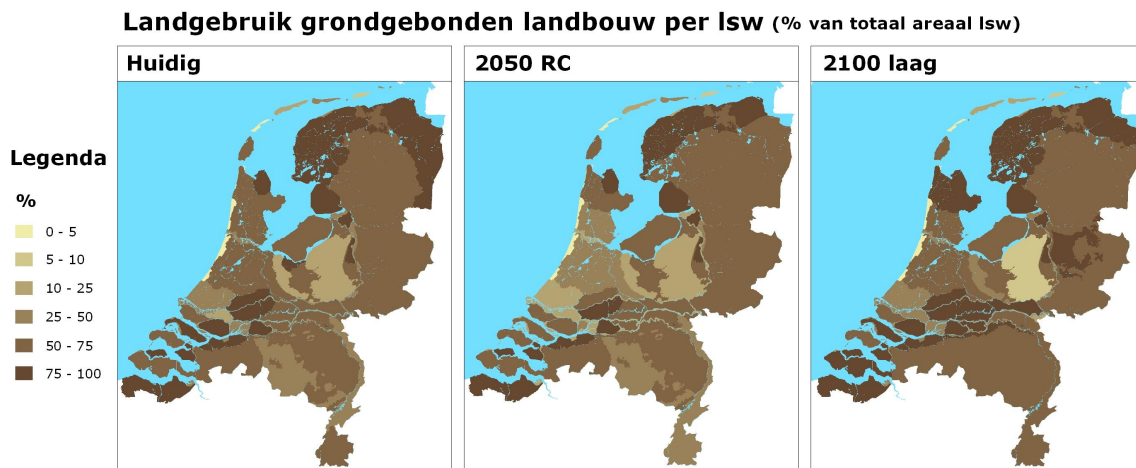 Landgebruik grondgebonden landbouw per lsw (% van totaal areaal lsw)
Huidig
2050 RC
2100 laag
Legenda
%
0 - 5
5 - 10
10 - 25
25 - 50
50 - 75
75 - 100